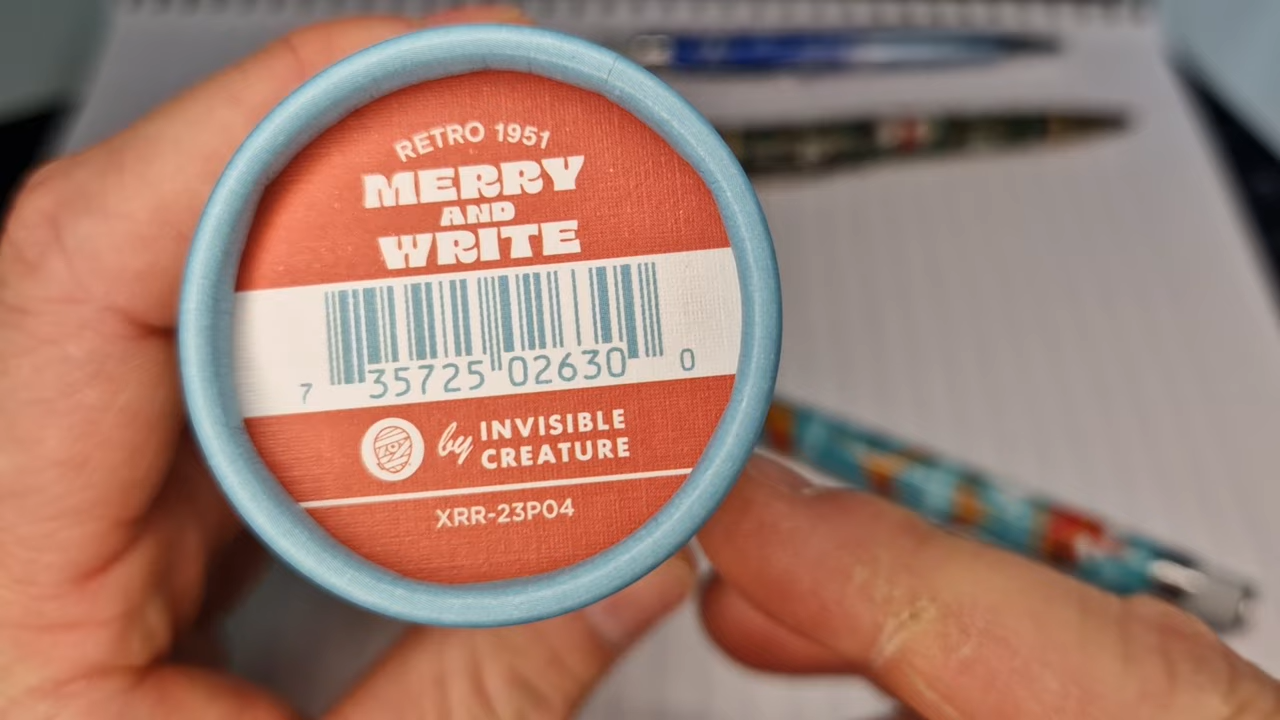 RETRO 1951
MERRY
AND
WRITE
7 35725 02630 0
by INVISIBLE
CREATURE
XRR-23P04